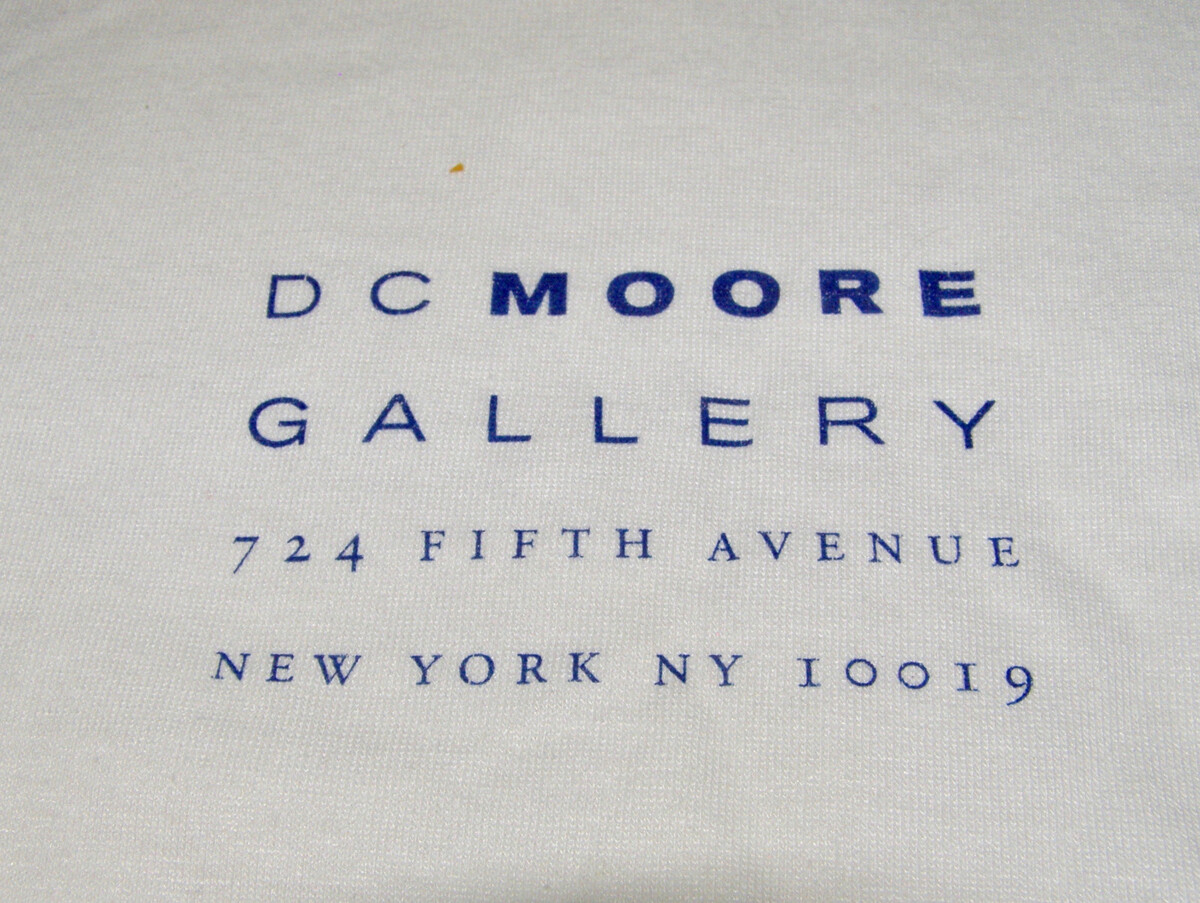 DC MOORE
GALLERY
724 FIFTH AVENUE
NEW YORK NY 10019